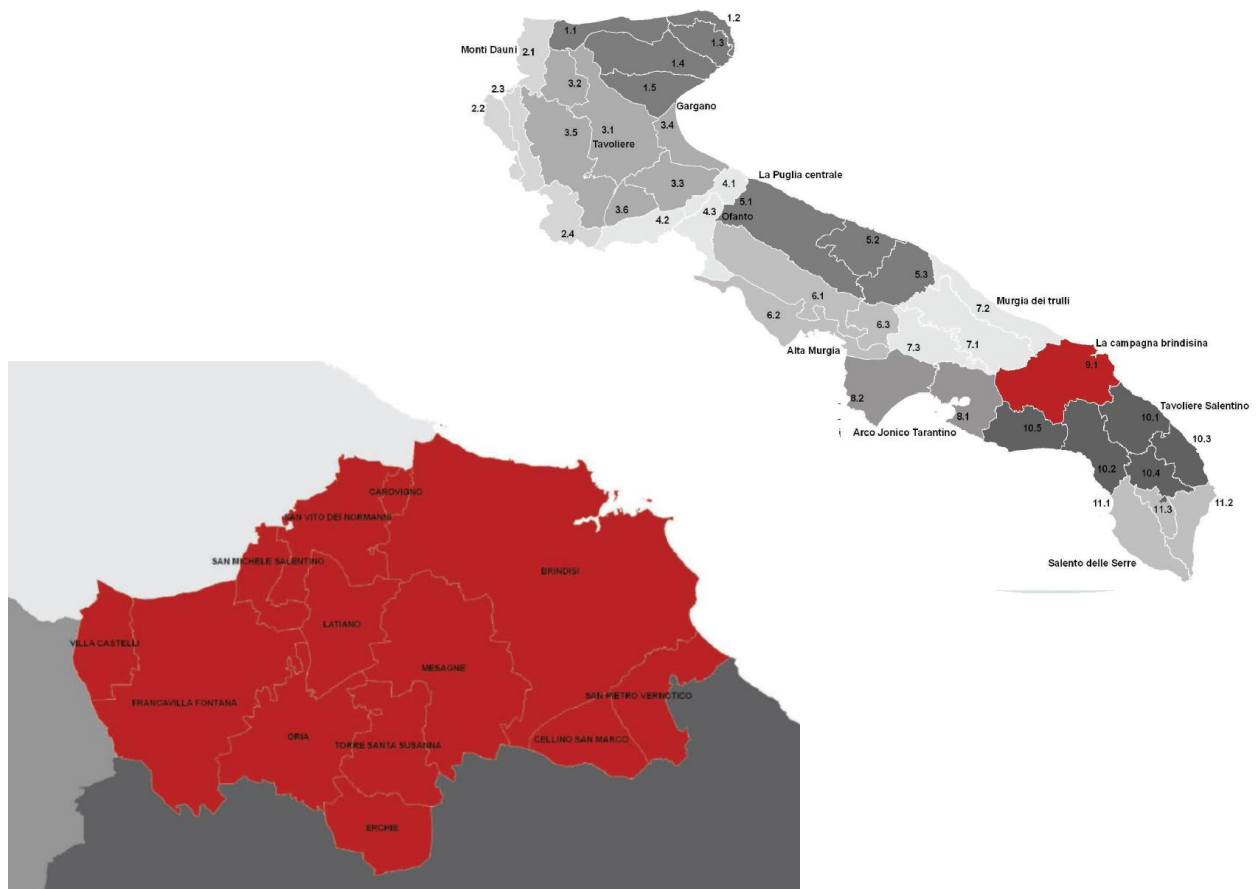 1.2
1.1
1.3
Monti Dauni
2.1
1.4
3.2
1.5
2.3
Gargano
2.2
3.4
3.5
3.1
Tavoliere
La Puglia centrale
3.3
4.1
5.1
3.6
4.3
Ofanto
4.2
2.4
5.2
5.3
6.1
Murgia dei trulli
7.2
6.2
6.3
La campagna brindisina
Alta Murgia
7.3
7.1
9.1
8.2
Tavoliere Salentino
10.1
8.1
Arco Jonico Tarantino
10.5
10.3
10.2
10.4
11.1
11.3
11.2
Salento delle Serre
CAROVIGNO
SAN VITO DEI NORMANNI
SAN MICHELE SALENTINO
BRINDISI
LATIANO
VILLA CASTELLI
MESAGNE
SAN PIETRO VERNOTICO
FRANCAVILLA FONTANA
ORIA
TORRE SANTA SUSANNA
CELLINO SAN MARCO
ERCHIE